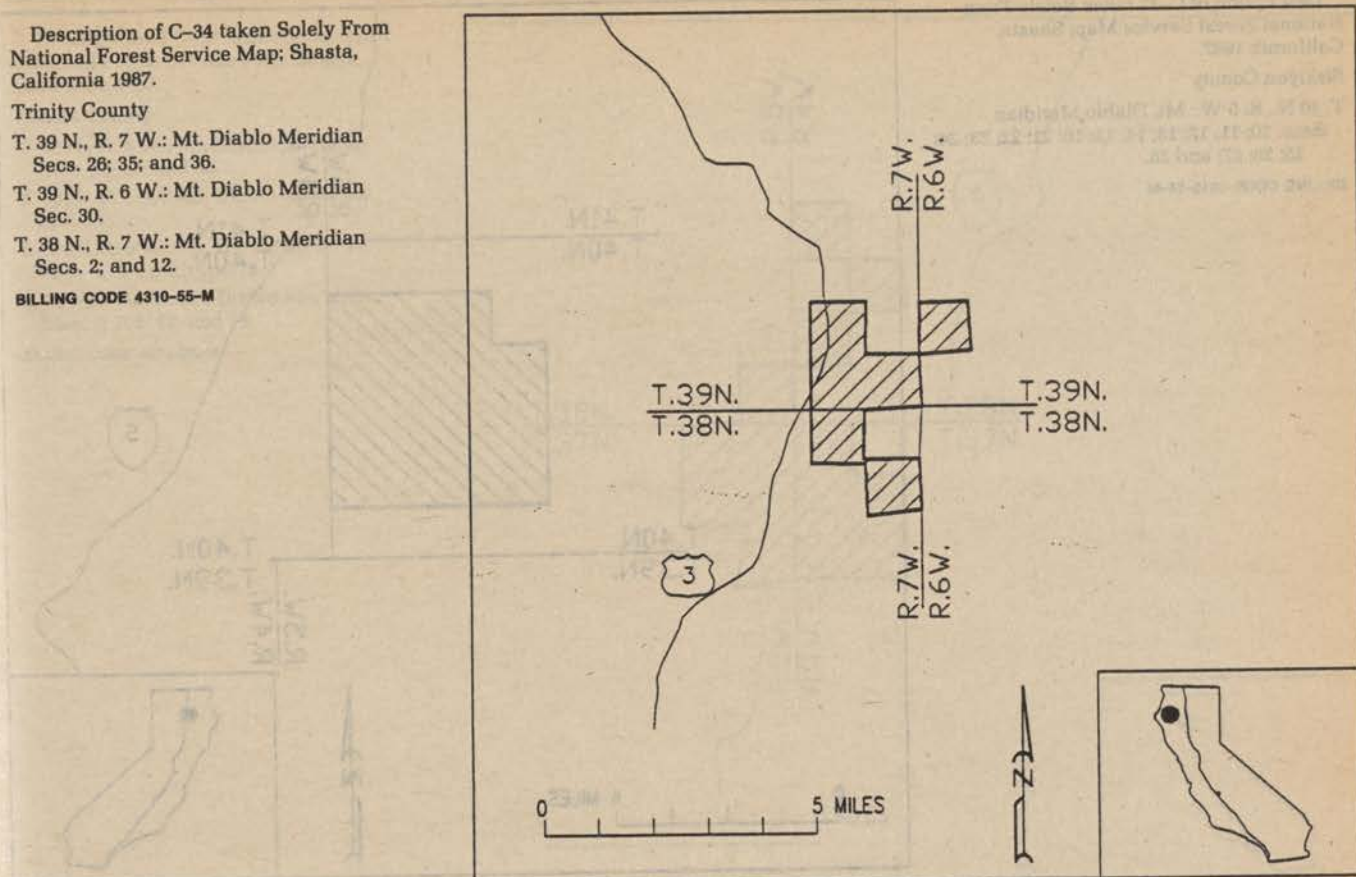 Description of C–34 taken Solely From
National Forest Service Map; Shasta,
California 1987.
Trinity County
T. 39 N., R. 7 W.: Mt. Diablo Meridian
Secs. 26; 35; and 36.
T. 39 N., R. 6 W.: Mt. Diablo Meridian
Sec. 30.
T. 38 N., R. 7 W.: Mt. Diablo Meridian
Secs. 2; and 12.
BILLING CODE 4310-55-M
R.7W.
R.6W.
T.39N.
T.38N.
T.39N.
T.38N.
R.7W.
R.6W.
3
0 5 MILES
N